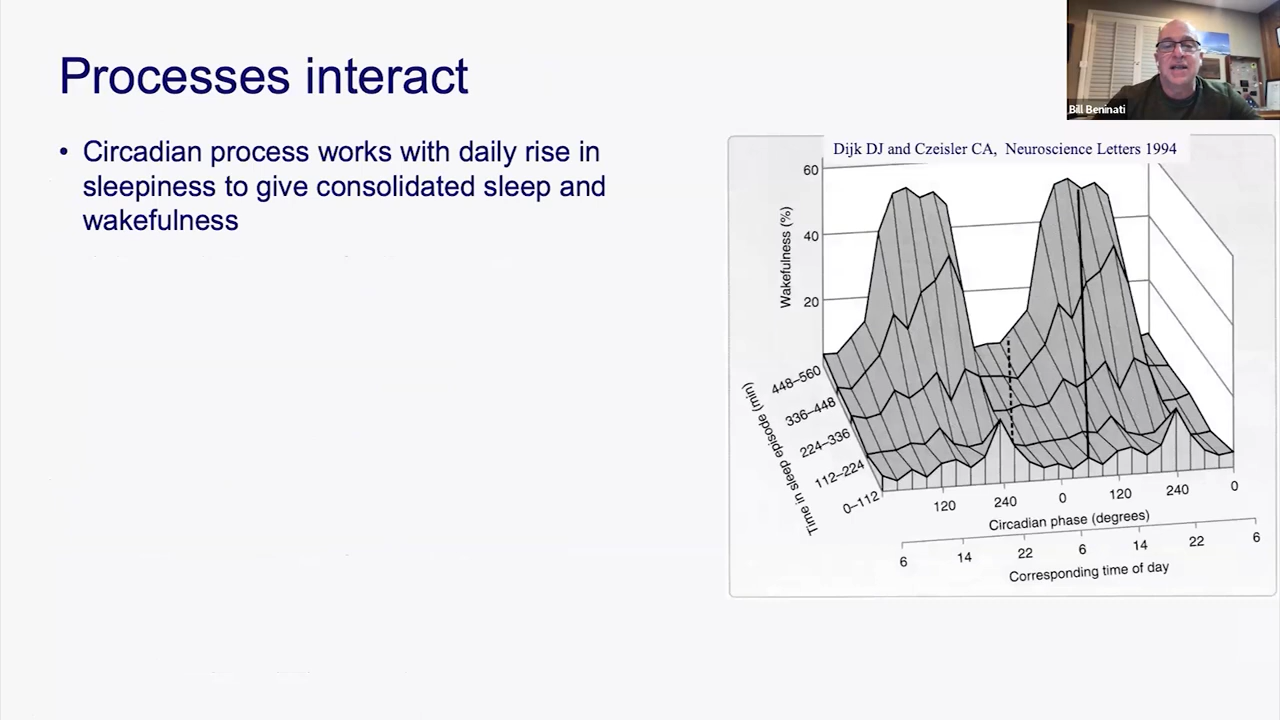 Processes interact
Bill Beninati
• Circadian process works with daily rise in
sleepiness to give consolidated sleep and
wakefulness
Dijk DJ and Czeisler CA, Neuroscience Letters 1994
60
40
20
Wakefulness (%)
448–560
336–448
224–336
112–224
0–112
Time in sleep episode (min)
120 240 0 120 240 0
Circadian phase (degrees)
6 14 22 6 14 22 6
Corresponding time of day